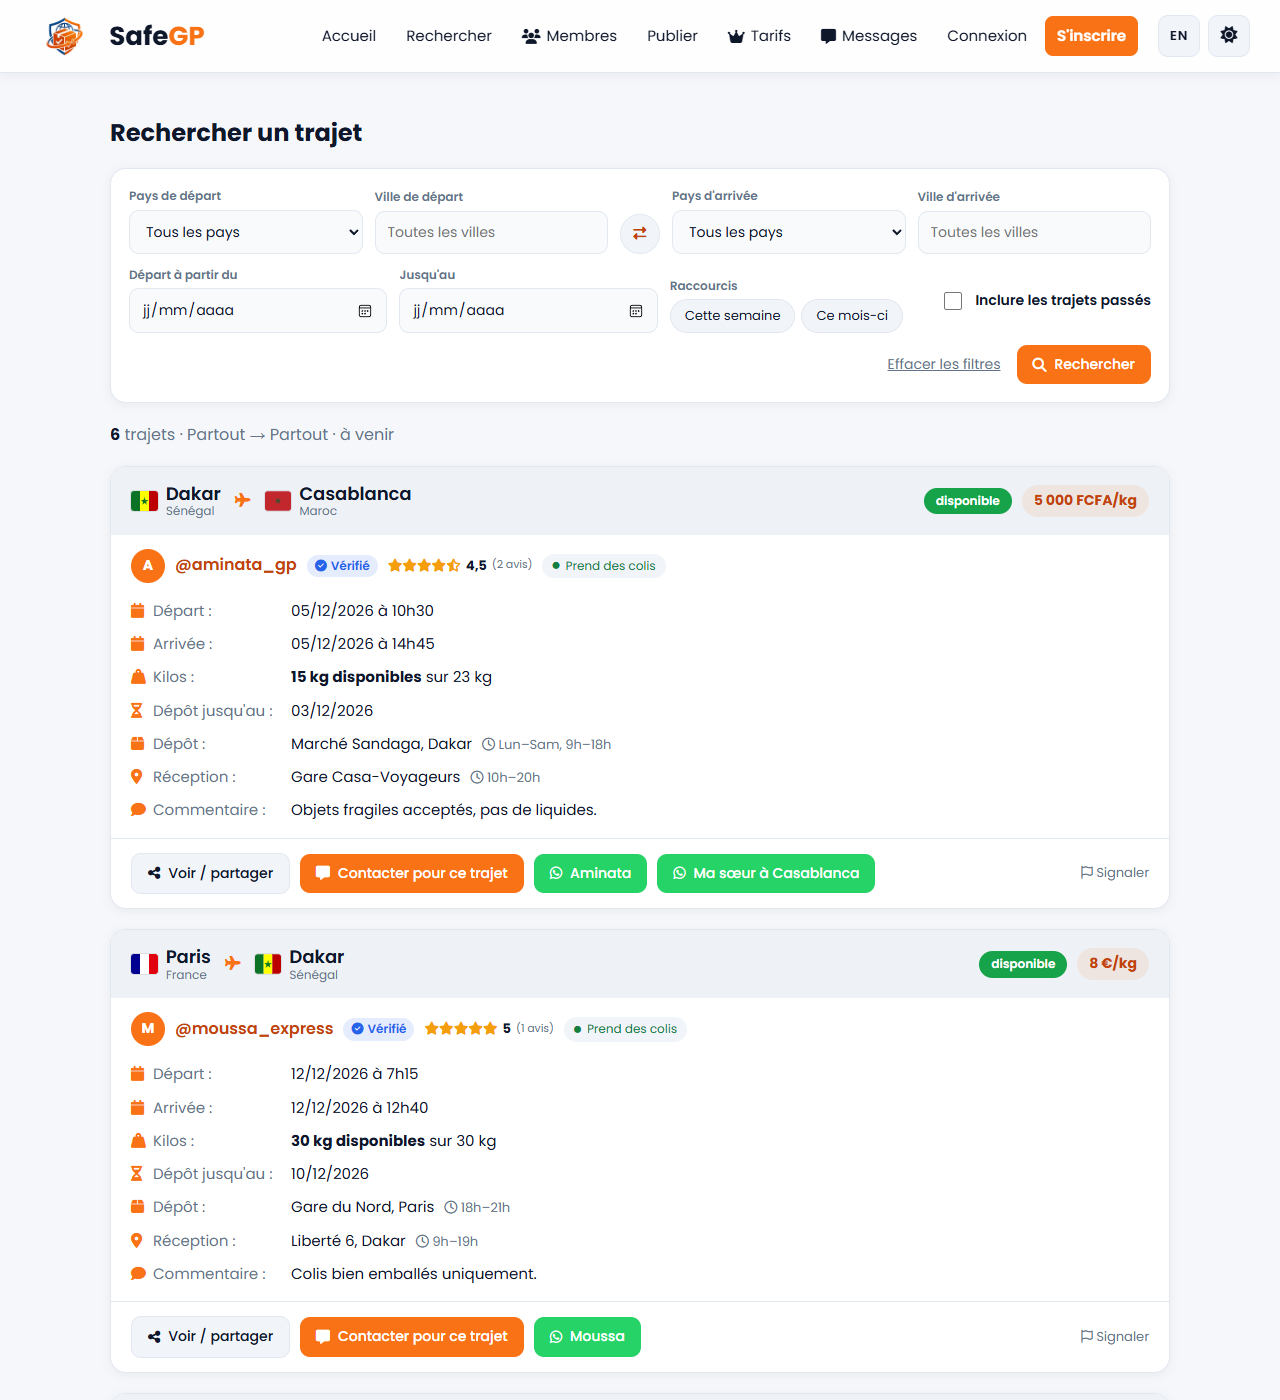 SafeGP Accueil Rechercher Membres Publier Tarifs Messages Connexion S'inscrire EN
Rechercher un trajet
Pays de départ Ville de départ Pays d'arrivée Ville d'arrivée
Tous les pays Toutes les villes Tous les pays Toutes les villes
Départ à partir du Jusqu'au Raccourcis
jj/mm/aaaa jj/mm/aaaa Cette semaine Ce mois-ci Inclure les trajets passés
Effacer les filtres Rechercher
6 trajets · Partout → Partout · à venir
Dakar Casablanca
Sénégal Maroc
disponible 5 000 FCFA/kg
A @aminata_gp Vérifié 4,5 (2 avis) Prend des colis
Départ : 05/12/2026 à 10h30
Arrivée : 05/12/2026 à 14h45
Kilos : 15 kg disponibles sur 23 kg
Dépôt jusqu'au : 03/12/2026
Dépôt : Marché Sandaga, Dakar Lun–Sam, 9h–18h
Réception : Gare Casa-Voyageurs 10h–20h
Commentaire : Objets fragiles acceptés, pas de liquides.
Voir / partager Contacter pour ce trajet Aminata Ma sœur à Casablanca Signaler
Paris Dakar
France Sénégal
disponible 8 €/kg
M @moussa_express Vérifié 5 (1 avis) Prend des colis
Départ : 12/12/2026 à 7h15
Arrivée : 12/12/2026 à 12h40
Kilos : 30 kg disponibles sur 30 kg
Dépôt jusqu'au : 10/12/2026
Dépôt : Gare du Nord, Paris 18h–21h
Réception : Liberté 6, Dakar 9h–19h
Commentaire : Colis bien emballés uniquement.
Voir / partager Contacter pour ce trajet Moussa Signaler